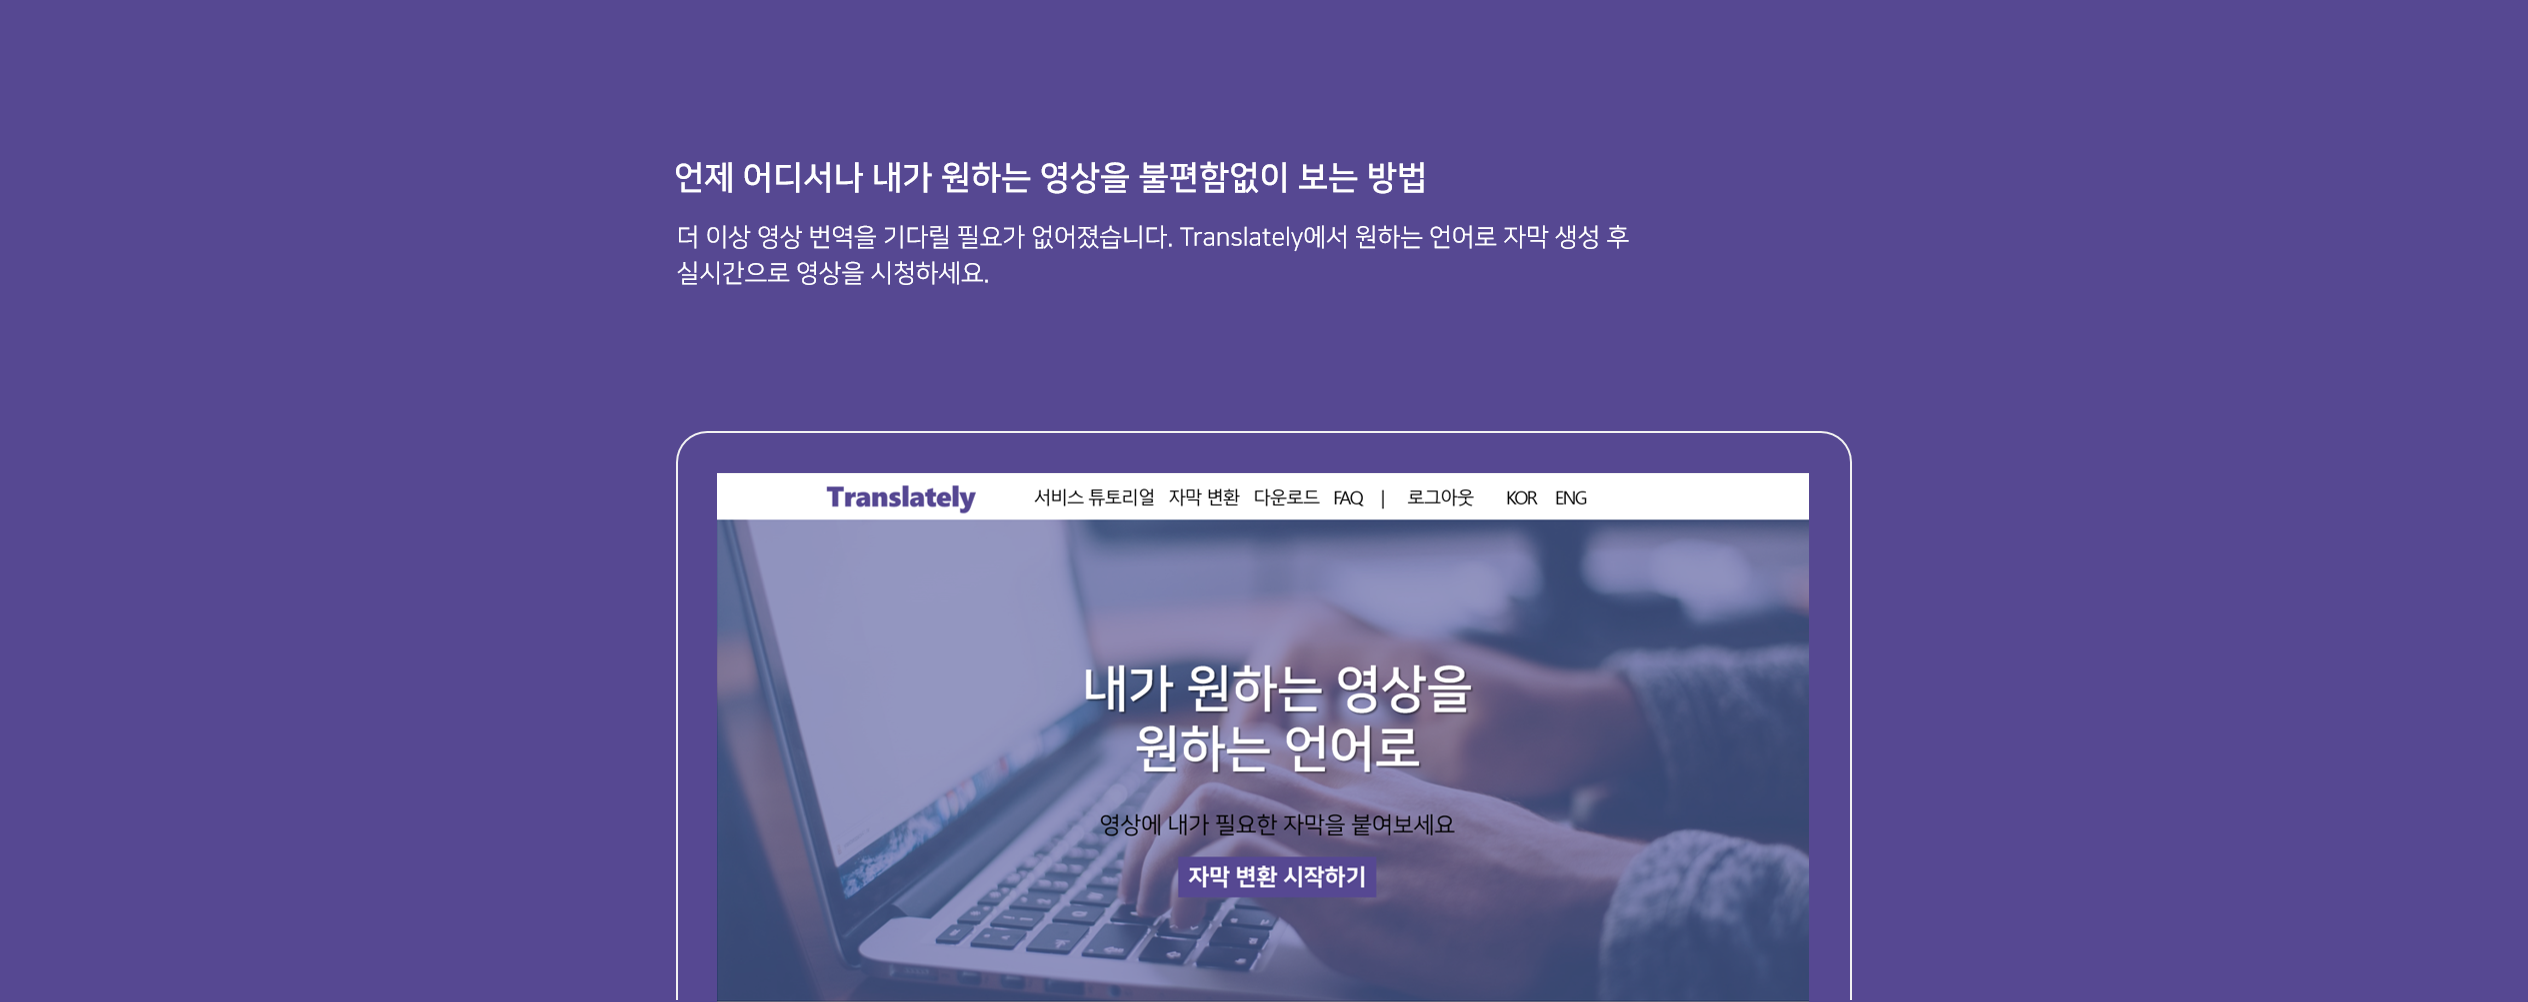 언제 어디서나 내가 원하는 영상을 불편함없이 보는 방법
더 이상 영상 번역을 기다릴 필요가 없어졌습니다. Translately에서 원하는 언어로 자막 생성 후
실시간으로 영상을 시청하세요.
Translately 서비스 튜토리얼 자막 변환 다운로드 FAQ | 로그아웃 KOR ENG
내가 원하는 영상을
원하는 언어로
영상에 내가 필요한 자막을 붙여보세요
자막 변환 시작하기